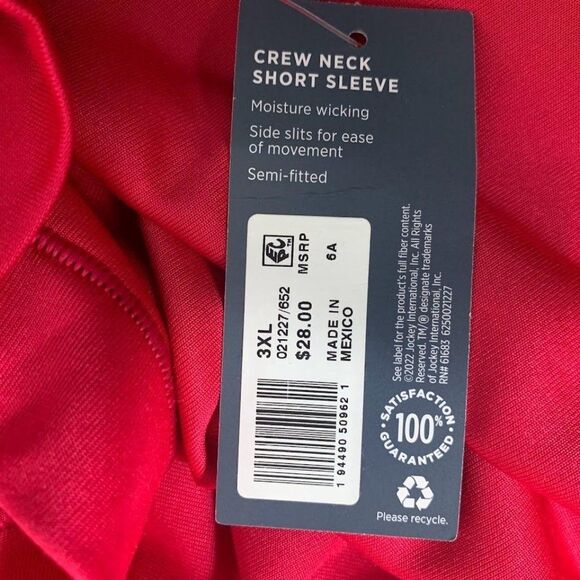 CREW NECK
SHORT SLEEVE
Moisture wicking
Side slits for ease
of movement
Semi-fitted
3XL
021227/652
$28.00 MSRP
MADE IN 6A
MEXICO
1 94490 50962 1
See label for the product's full fiber content.
©2022 Jockey International, Inc. All Rights
Reserved. TM/® designate trademarks
of Jockey International, Inc.
RN# 61683 6250021227
SATISFACTION
100%
GUARANTEED
Please recycle.